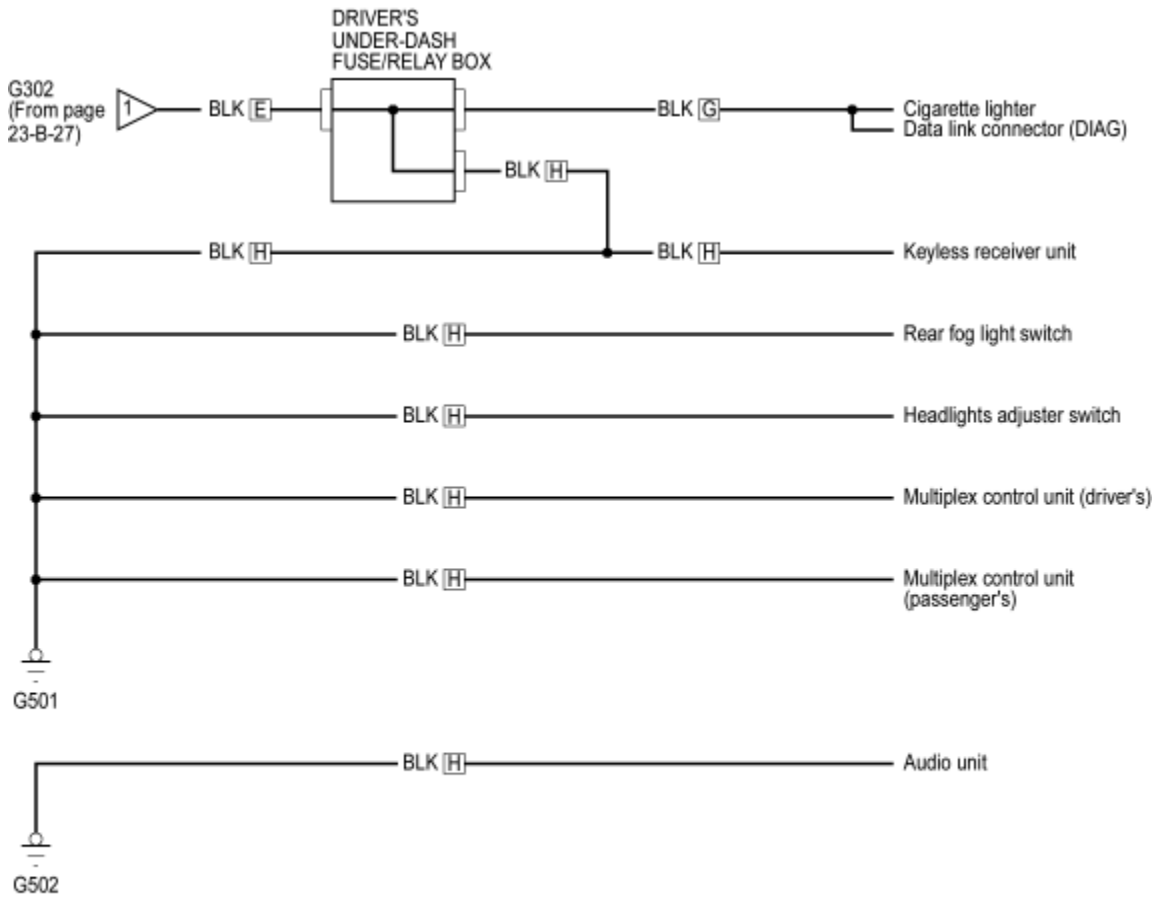 DRIVER'S
UNDER-DASH
FUSE/RELAY BOX
G302
(From page
23-B-27)
1
BLK E
BLK G
Cigarette lighter
Data link connector (DIAG)
BLK H
BLK H
BLK H
Keyless receiver unit
BLK H
Rear fog light switch
BLK H
Headlights adjuster switch
BLK H
Multiplex control unit (driver's)
BLK H
Multiplex control unit
(passenger's)
G501
BLK H
Audio unit
G502